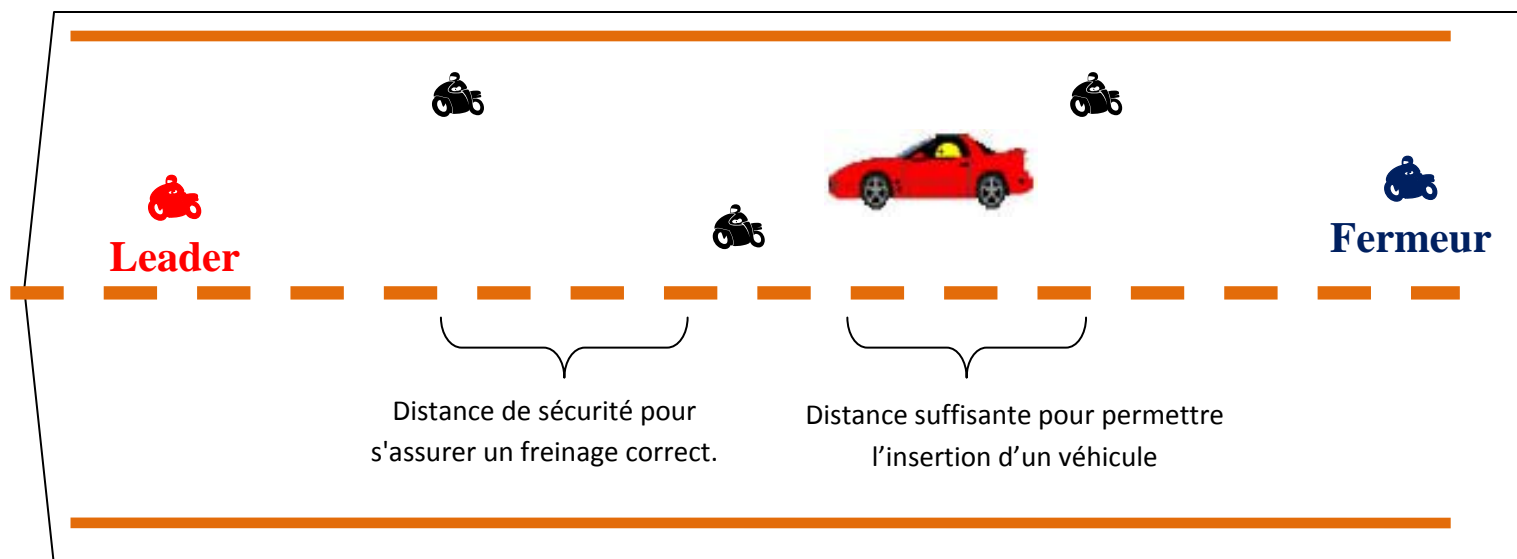 Leader
Fermeur
Distance de sécurité pour
s'assurer un freinage correct.
Distance suffisante pour permettre
l’insertion d’un véhicule